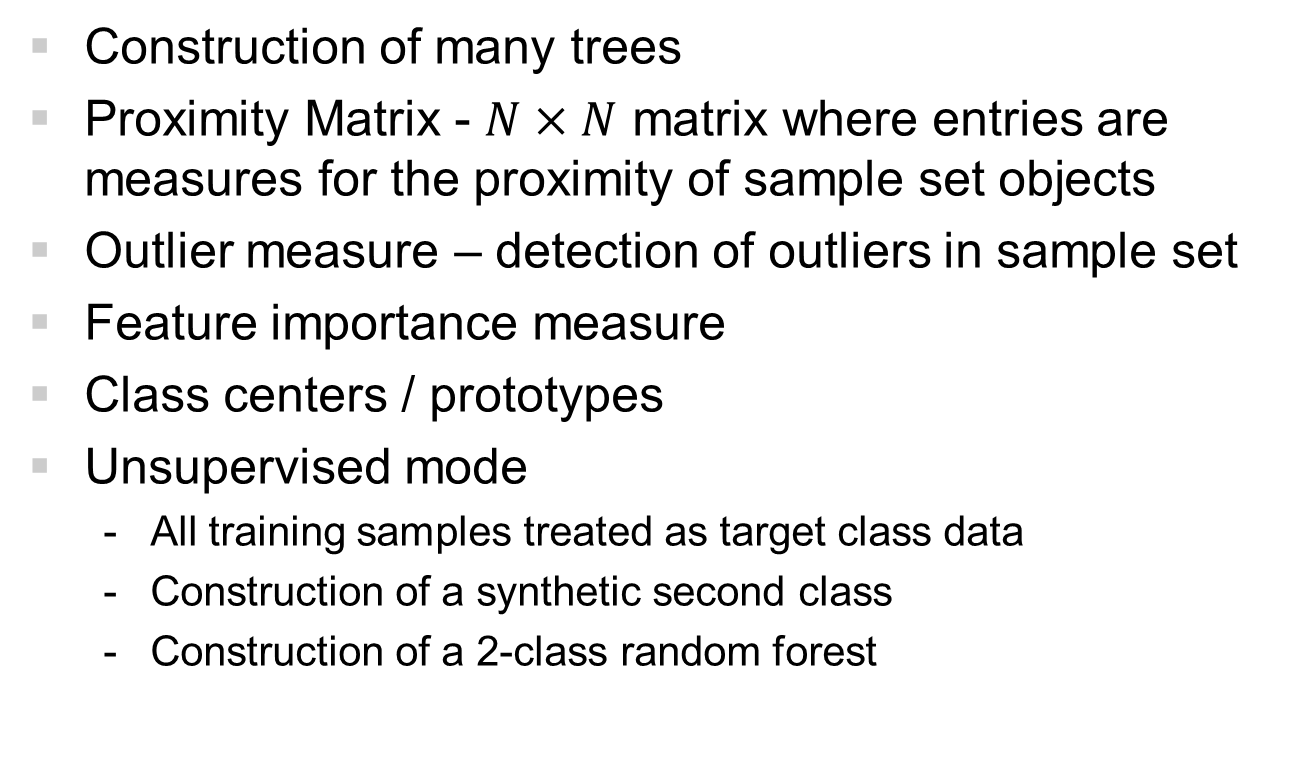 ▪ Construction of many trees
▪ Proximity Matrix - N × N matrix where entries are
measures for the proximity of sample set objects
▪ Outlier measure – detection of outliers in sample set
▪ Feature importance measure
▪ Class centers / prototypes
▪ Unsupervised mode
- All training samples treated as target class data
- Construction of a synthetic second class
- Construction of a 2-class random forest